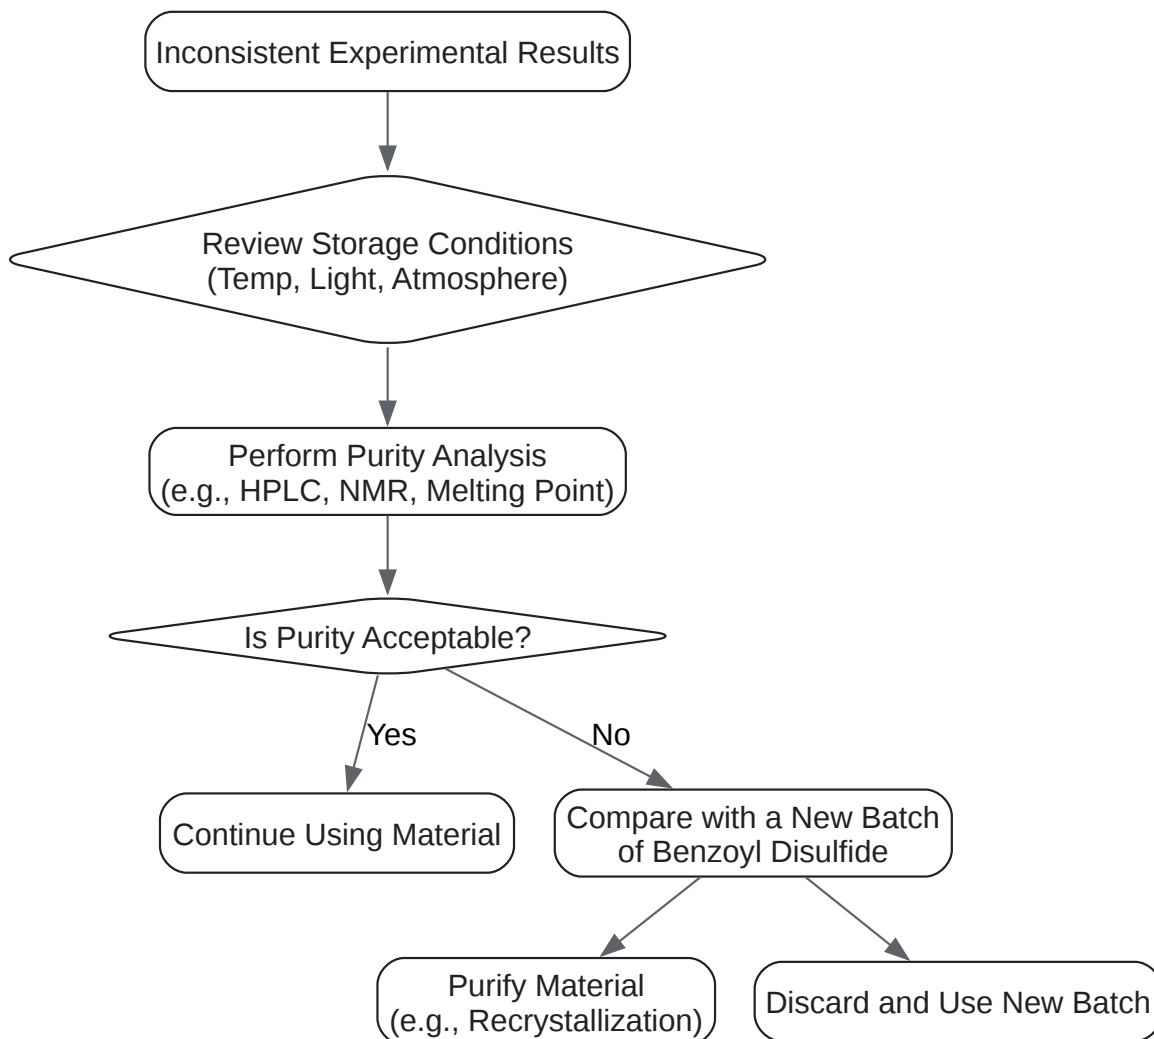 Inconsistent Experimental Results
Review Storage Conditions
(Temp, Light, Atmosphere)
Perform Purity Analysis
(e.g., HPLC, NMR, Melting Point)
Is Purity Acceptable?
Yes
No
Continue Using Material
Compare with a New Batch
of Benzoyl Disulfide
Purify Material
(e.g., Recrystallization)
Discard and Use New Batch